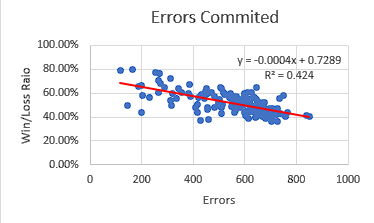 Errors Commited
100.00%
y = -0.0004x + 0.7289
R² = 0.424
80.00%
60.00%
40.00%
20.00%
0.00%
Win/Loss Raio
0 200 400 600 800 1000
Errors